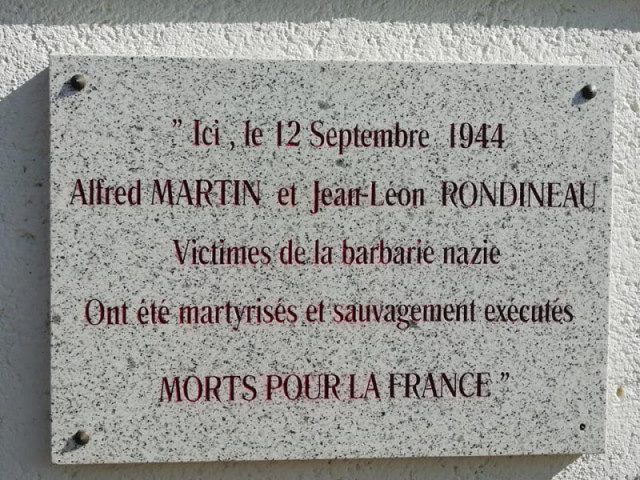 " Ici , le 12 Septembre 1944
Alfred MARTIN et Jean-Léon RONDINEAU
Victimes de la barbarie nazie
Ont été martyrisés et sauvagement exécutés
MORTS POUR LA FRANCE "